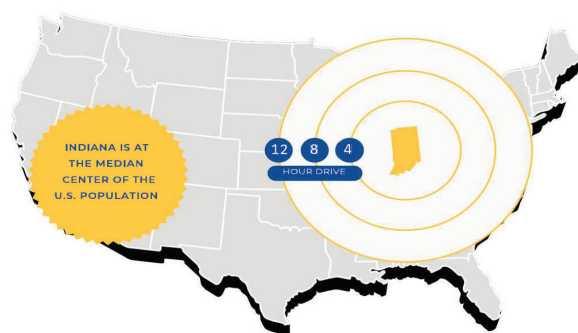 INDIANA IS AT
THE MEDIAN
CENTER OF THE
U.S. POPULATION
12 8 4
HOUR DRIVE